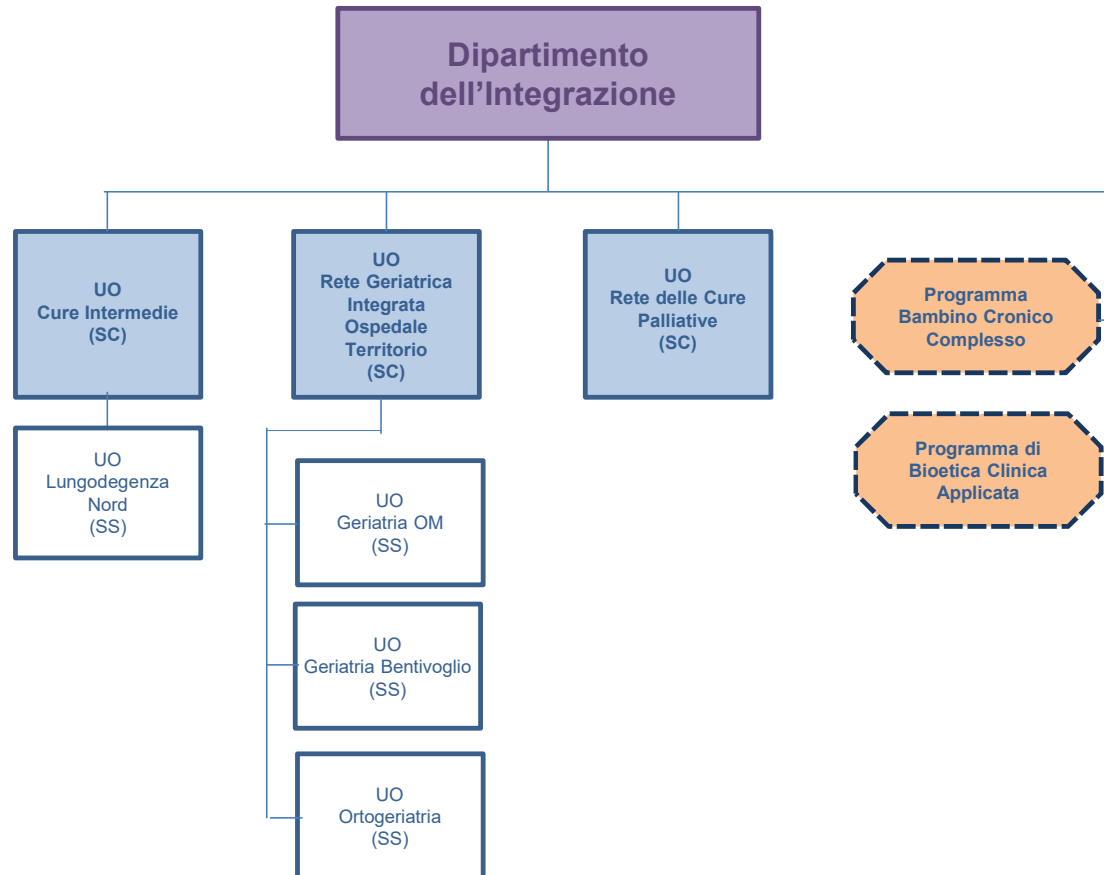 Dipartimento
dell'Integrazione
UO
Cure Intermedie
(SC)
UO
Rete Geriatrica
Integrata
Ospedale
Territorio
(SC)
UO
Rete delle Cure
Palliative
(SC)
Programma
Bambino Cronico
Complesso
UO
Lungodegenza
Nord
(SS)
Programma di
Bioetica Clinica
Applicata
UO
Geriatria OM
(SS)
UO
Geriatria Bentivoglio
(SS)
UO
Ortogeriatria
(SS)